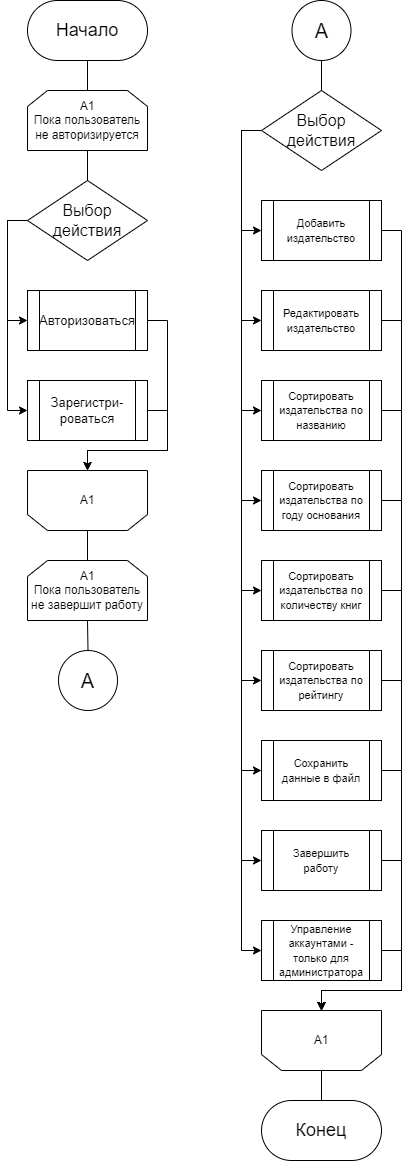 Начало
А1
Пока пользователь
не авторизируется
Выбор
действия
Авторизоваться
Зарегистри-
роваться
А1
А1
Пока пользователь
не завершит работу
А
А
Выбор
действия
Добавить
издательство
Редактировать
издательство
Сортировать
издательства по
названию
Сортировать
издательства по
году основания
Сортировать
издательства по
количеству книг
Сортировать
издательства по
рейтингу
Сохранить
данные в файл
Завершить
работу
Управление
аккаунтами -
только для
администратора
А1
Конец